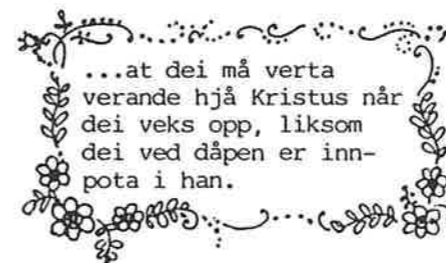 ...at dei må verta
verande hjå Kristus når
dei veks opp, liksom
dei ved dåpen er inn-
pota i han.